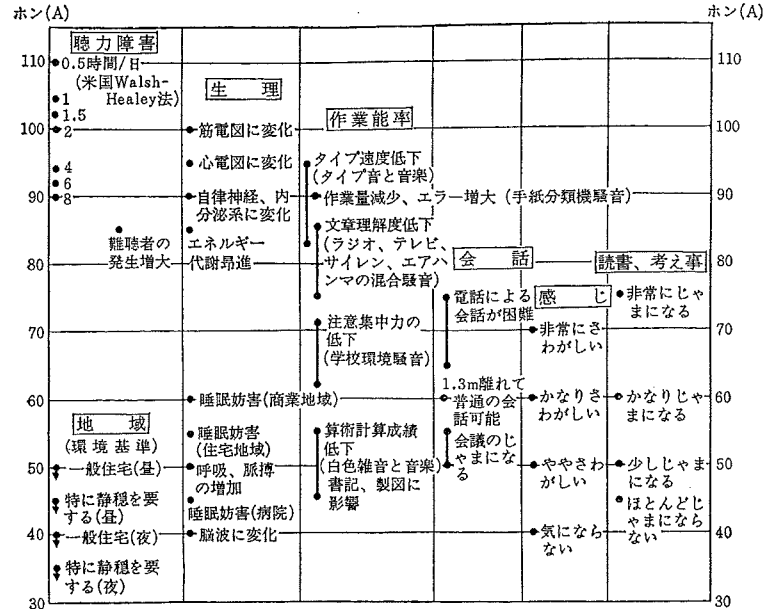 ホン(A)
ホン(A)
110
100
90
80
70
60
50
40
30
聴力障害
0.5時間/日
(米国Walsh-
Healey法)
1
1.5
2
4
6
8
難聴者の
発生増大
地 域
(環境基準)
一般住宅(昼)
特に静穏を要
する(昼)
一般住宅(夜)
特に静穏を要
する(夜)
生 理
筋電図に変化
心電図に変化
自律神経、内
分泌系に変化
エネルギー
代謝昂進
睡眠妨害(商業地域)
睡眠妨害
(住宅地域)
呼吸、脈搏
の増加
睡眠妨害(病院)
脳波に変化
作業能率
タイプ速度低下
(タイプ音と音楽)
作業量減少、エラー増大 (手紙分類機騒音)
文章理解度低下
(ラジオ、テレビ、
サイレン、エアハ
ンマの混合騒音)
注意集中力の
低下
(学校環境騒音)
算術計算成績
低下
(白色雑音と音楽)
書記、製図に
影響
会 話
電話による
会話が困難
1.3m離れて
普通の会
話可能
会議のじ
ゃまにな
る
感 じ
非常にさ
わがしい
かなりさ
わがしい
ややさわ
がしい
気になら
ない
読書、考え事
非常にじゃ
まになる
かなりじゃ
まになる
少しじゃま
になる
ほとんどじ
ゃまになら
ない
110
100
90
80
70
60
50
40
30